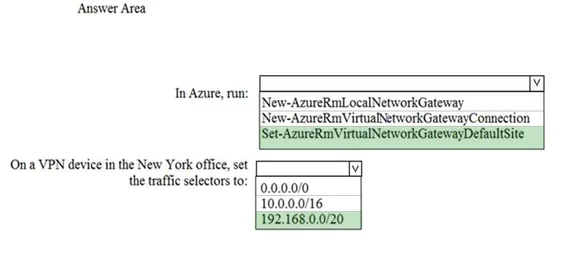 Answer Area
In Azure, run:
New-AzureRmLocalNetworkGateway
New-AzureRmVirtualNetworkGatewayConnection
Set-AzureRmVirtualNetworkGatewayDefaultSite
On a VPN device in the New York office, set
the traffic selectors to:
0.0.0.0/0
10.0.0.0/16
192.168.0.0/20